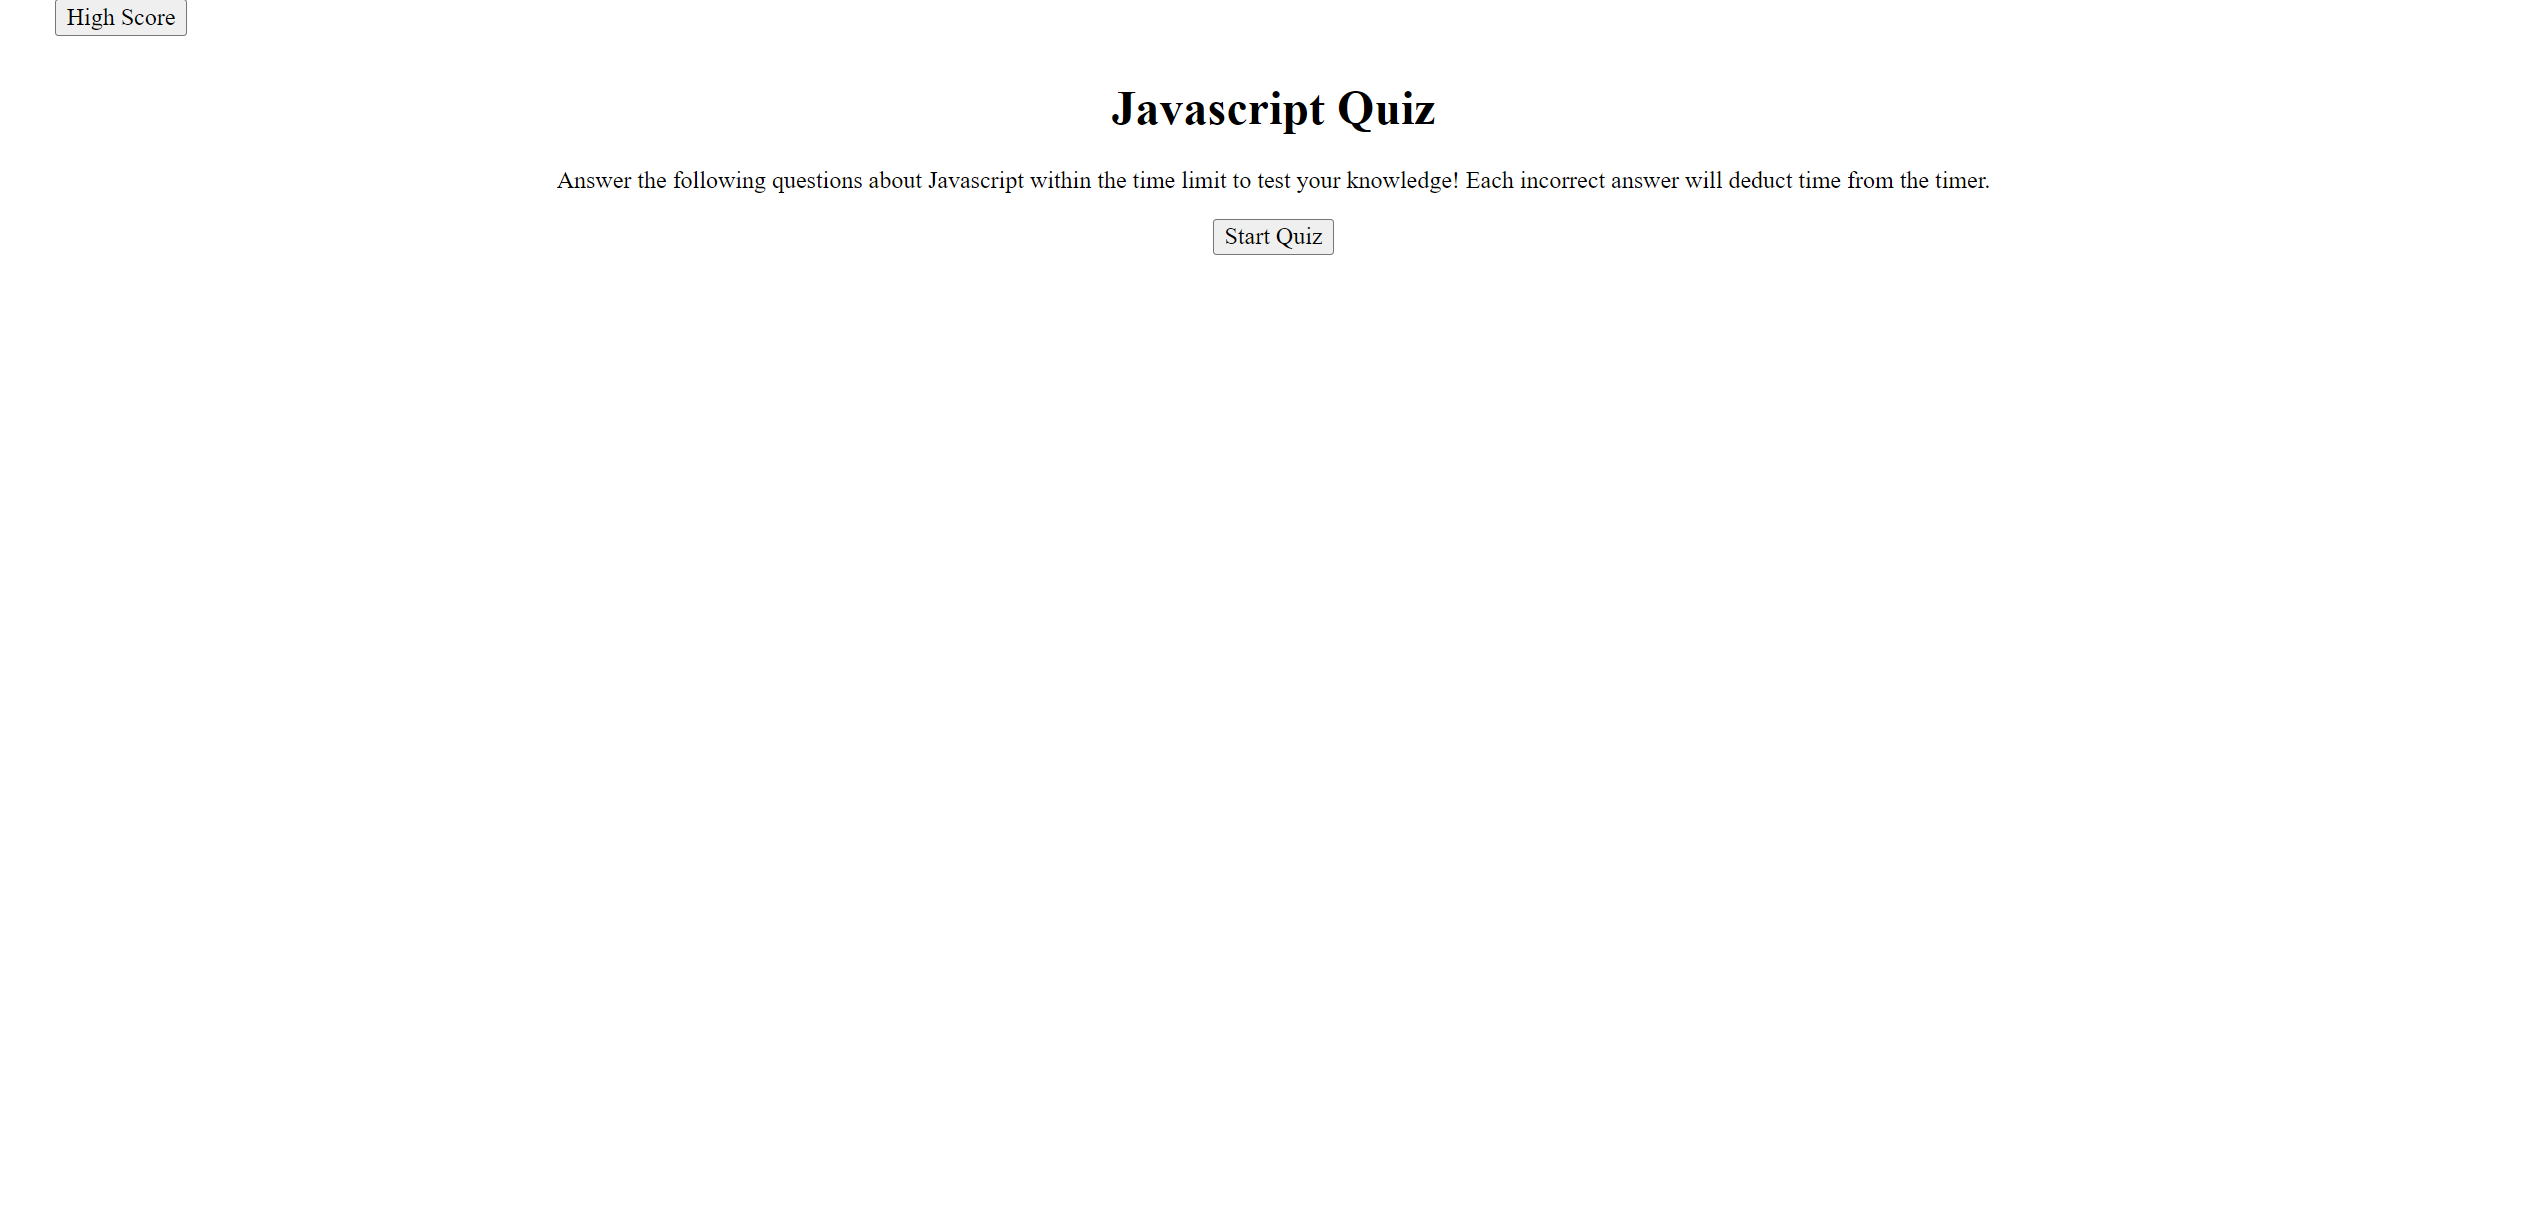 High Score
Javascript Quiz
Answer the following questions about Javascript within the time limit to test your knowledge! Each incorrect answer will deduct time from the timer.
Start Quiz